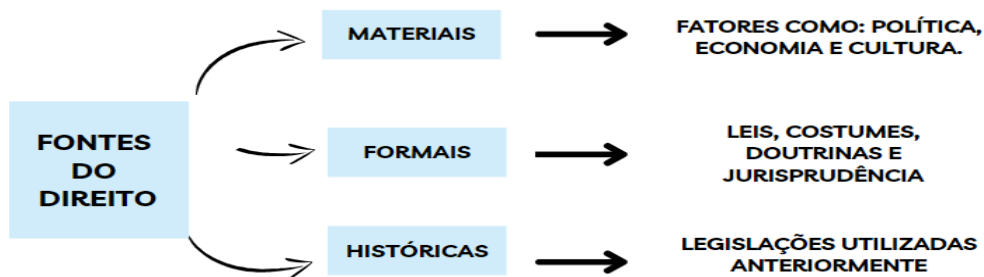 FONTES
DO
DIREITO
MATERIAIS
FATORES COMO: POLÍTICA,
ECONOMIA E CULTURA.
FORMAIS
LEIS, COSTUMES,
DOUTRINAS E
JURISPRUDÊNCIA
HISTÓRICAS
LEGISLAÇÕES UTILIZADAS
ANTERIORMENTE